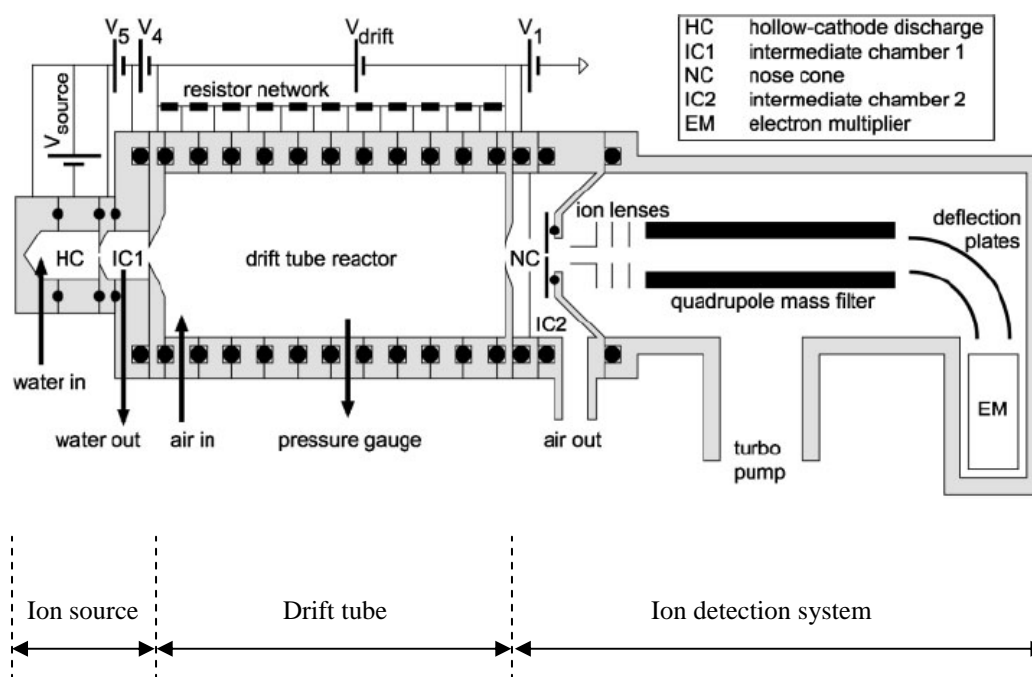 V5 V4 Vdrift V1
HC hollow-cathode discharge
IC1 intermediate chamber 1
NC nose cone
IC2 intermediate chamber 2
EM electron multiplier
Vsource
resistor network
ion lenses
deflection
plates
HC IC1 drift tube reactor NC
quadrupole mass filter
IC2
water in
EM
water out air in pressure gauge air out
turbo
pump
Ion source Drift tube Ion detection system